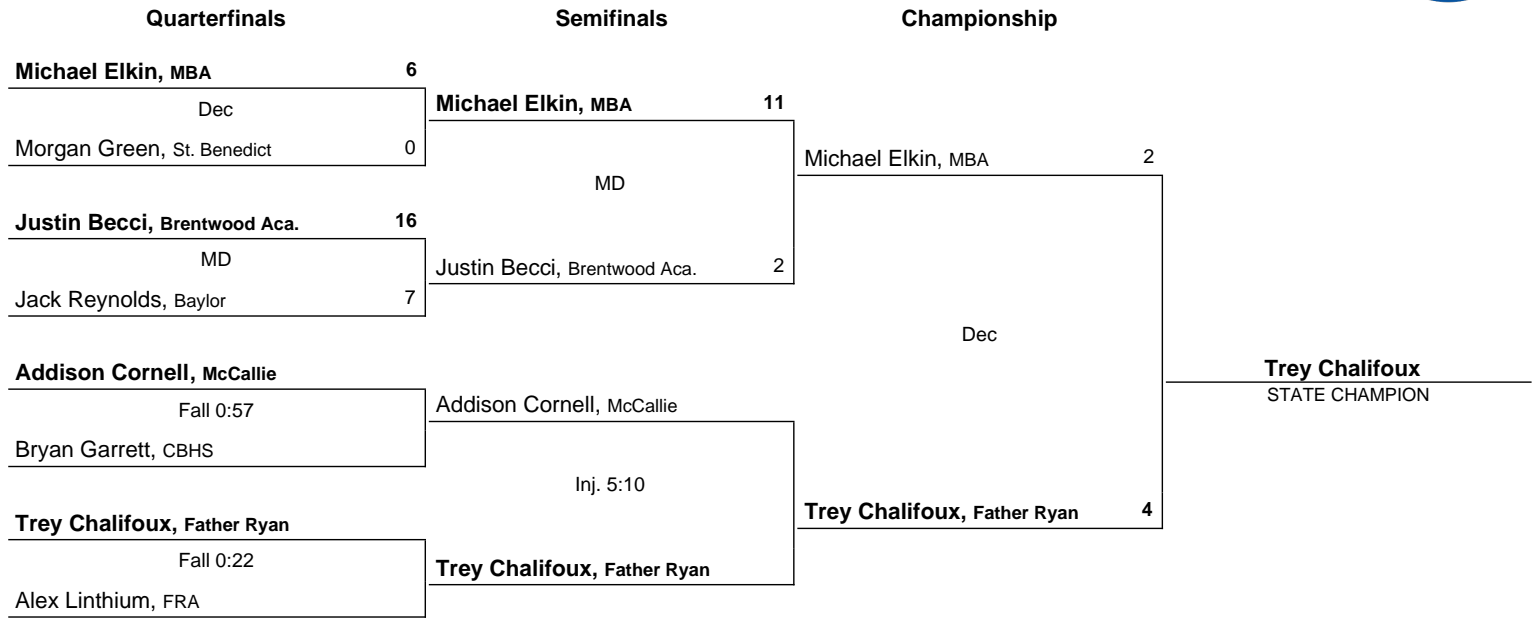 Quarterfinals Semifinals Championship
Michael Elkin, MBA 6
Dec
Morgan Green, St. Benedict 0
Justin Becci, Brentwood Aca. 16
MD
Jack Reynolds, Baylor 7
Addison Cornell, McCallie
Fall 0:57
Bryan Garrett, CBHS
Trey Chalifoux, Father Ryan
Fall 0:22
Alex Linthium, FRA
Michael Elkin, MBA 11
MD
Justin Becci, Brentwood Aca. 2
Addison Cornell, McCallie
Inj. 5:10
Trey Chalifoux, Father Ryan
Michael Elkin, MBA 2
Dec
Trey Chalifoux, Father Ryan 4
Trey Chalifoux
STATE CHAMPION